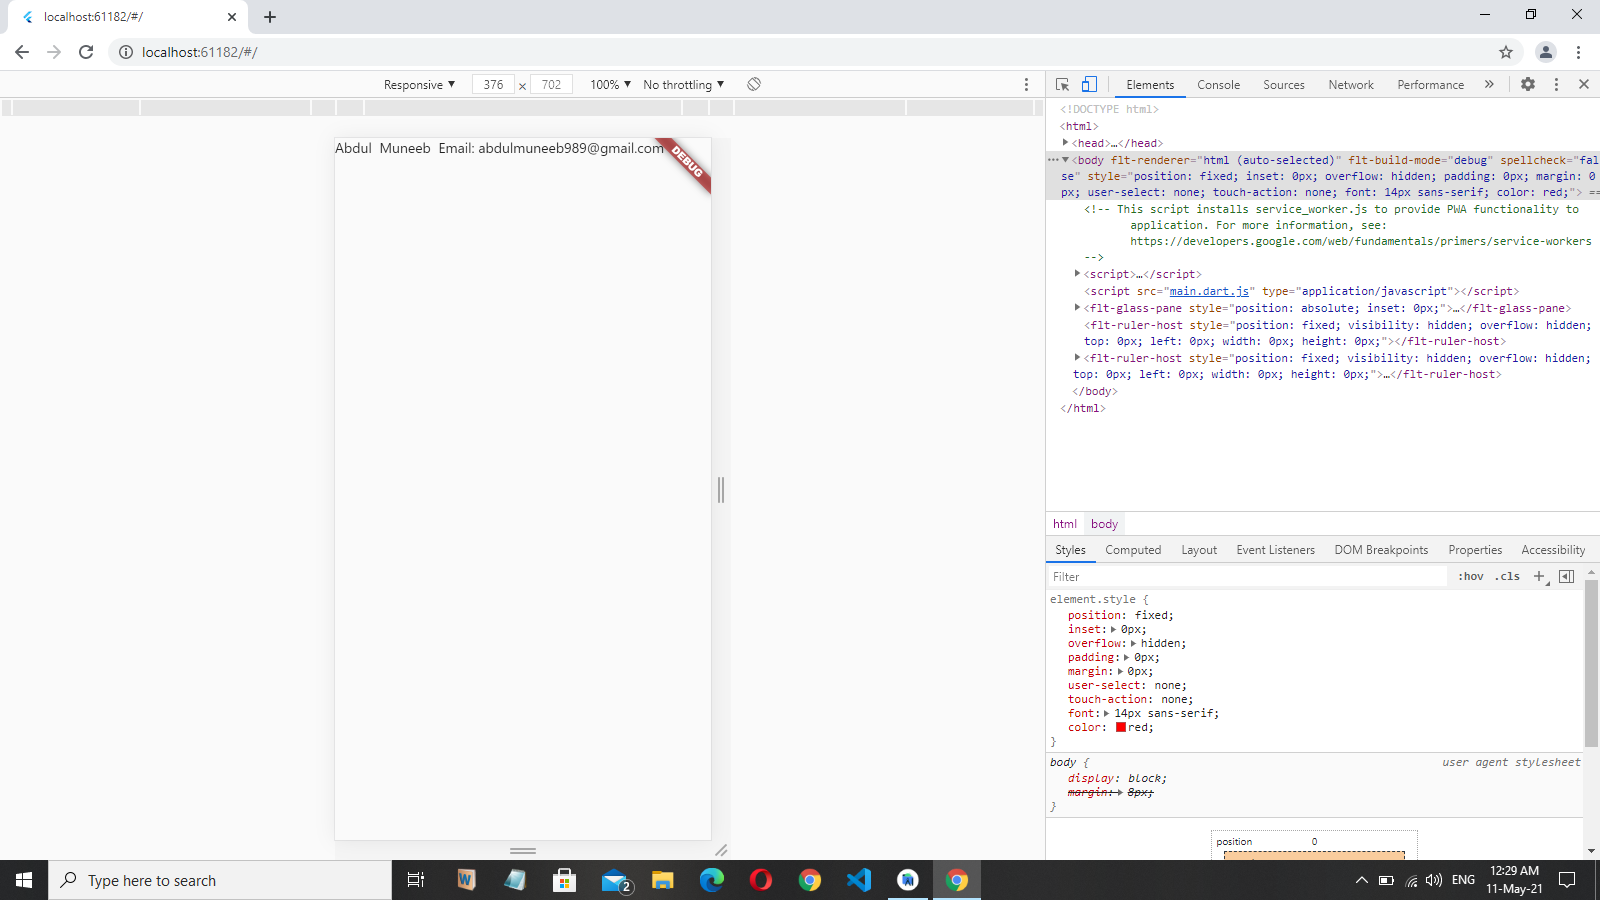 localhost:61182/#/
localhost:61182/#/
Responsive 376 × 702 100% No throttling
Elements Console Sources Network Performance »
Abdul Muneeb Email: abdulmuneeb989@gmail.com
DEBUG
<!DOCTYPE html>
<html>
<head>…</head>
<body flt-renderer="html (auto-selected)" flt-build-mode="debug" spellcheck="fal
se" style="position: fixed; inset: 0px; overflow: hidden; padding: 0px; margin: 0
px; user-select: none; touch-action: none; font: 14px sans-serif; color: red;"> ==
<!-- This script installs service_worker.js to provide PWA functionality to
application. For more information, see:
https://developers.google.com/web/fundamentals/primers/service-workers
-->
<script>…</script>
<script src="main.dart.js" type="application/javascript"></script>
<flt-glass-pane style="position: absolute; inset: 0px;">…</flt-glass-pane>
<flt-ruler-host style="position: fixed; visibility: hidden; overflow: hidden;
top: 0px; left: 0px; width: 0px; height: 0px;"></flt-ruler-host>
<flt-ruler-host style="position: fixed; visibility: hidden; overflow: hidden;
top: 0px; left: 0px; width: 0px; height: 0px;">…</flt-ruler-host>
</body>
</html>
html body
Styles Computed Layout Event Listeners DOM Breakpoints Properties Accessibility
Filter :hov .cls +
element.style {
position: fixed;
inset: 0px;
overflow: hidden;
padding: 0px;
margin: 0px;
user-select: none;
touch-action: none;
font: 14px sans-serif;
color: red;
}
body { user agent stylesheet
display: block;
margin: 8px;
}
position 0
Type here to search
W
2
AI
ENG
12:29 AM
11-May-21